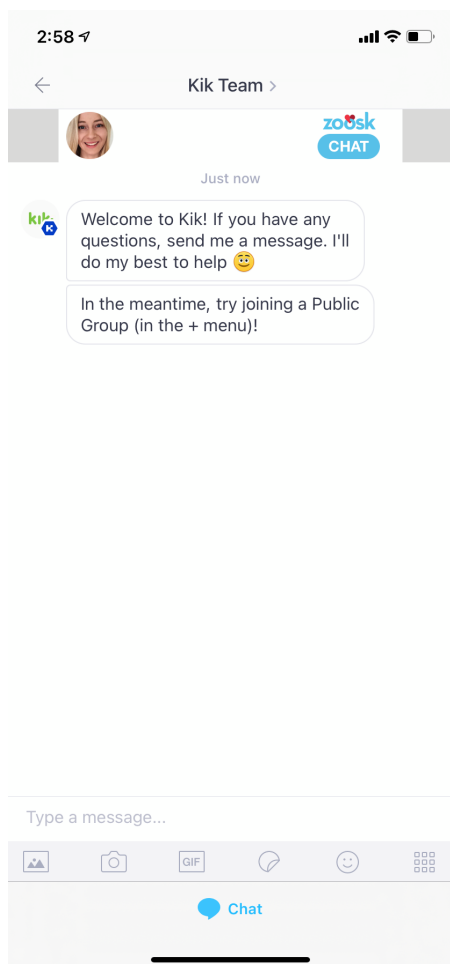 2:58
Kik Team
zoosk
CHAT
Just now
kik
Welcome to Kik! If you have any
questions, send me a message. I'll
do my best to help 🙂
In the meantime, try joining a Public
Group (in the + menu)!
Type a message...
GIF
Chat